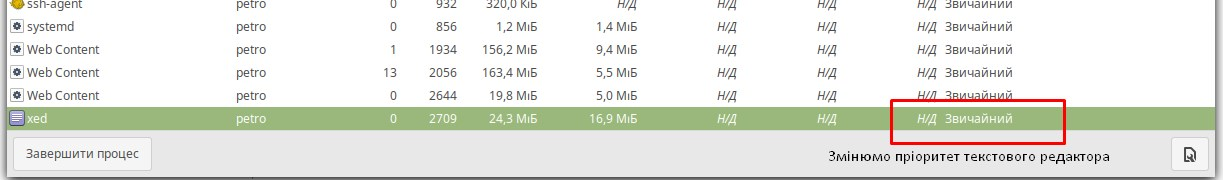 ssh-agent petro 0 932 320,0 КіБ Н/Д Н/Д Н/Д Н/Д Звичайний
systemd petro 0 856 1,2 МіБ 1,4 МіБ Н/Д Н/Д Н/Д Звичайний
Web Content petro 1 1934 156,2 МіБ 9,4 МіБ Н/Д Н/Д Н/Д Звичайний
Web Content petro 13 2056 163,4 МіБ 5,5 МіБ Н/Д Н/Д Н/Д Звичайний
Web Content petro 0 2644 19,8 МіБ 5,0 МіБ Н/Д Н/Д Н/Д Звичайний
xed petro 0 2709 24,3 МіБ 16,9 МіБ Н/Д Н/Д Н/Д Звичайний
Завершити процес Змінюмо пріоритет текстового редактора